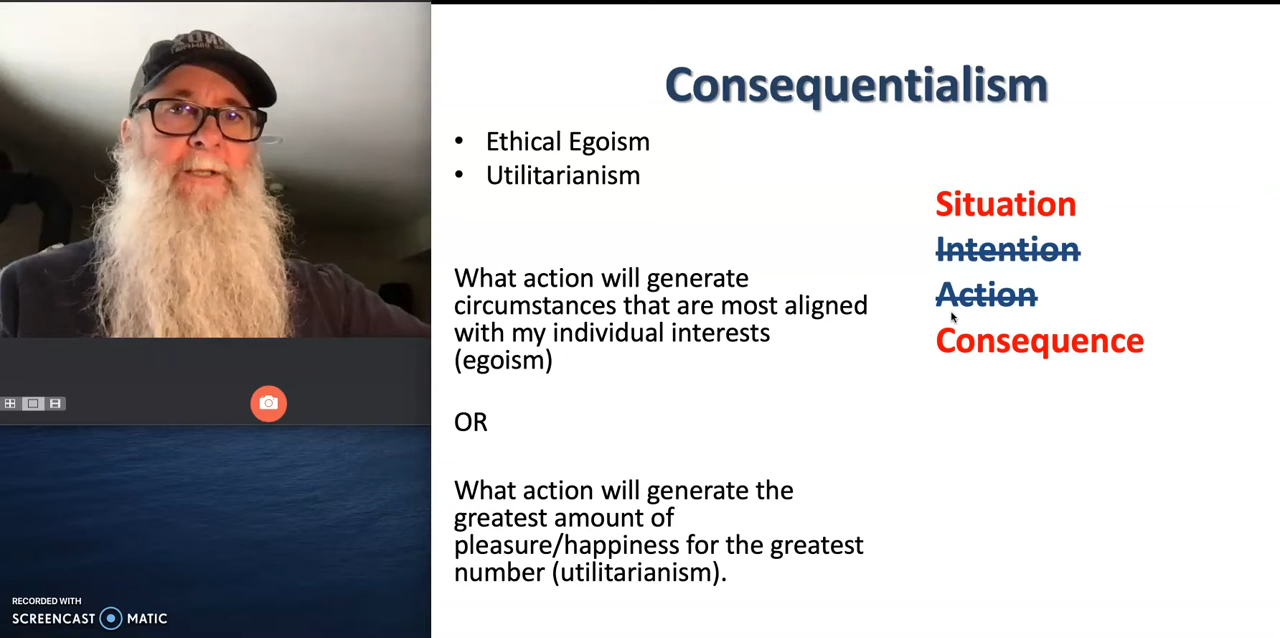 Consequentialism
• Ethical Egoism
• Utilitarianism
Situation
Intention
Action
Consequence
What action will generate
circumstances that are most aligned
with my individual interests
(egoism)
OR
What action will generate the
greatest amount of
pleasure/happiness for the greatest
number (utilitarianism).
RECORDED WITH
SCREENCAST MATIC